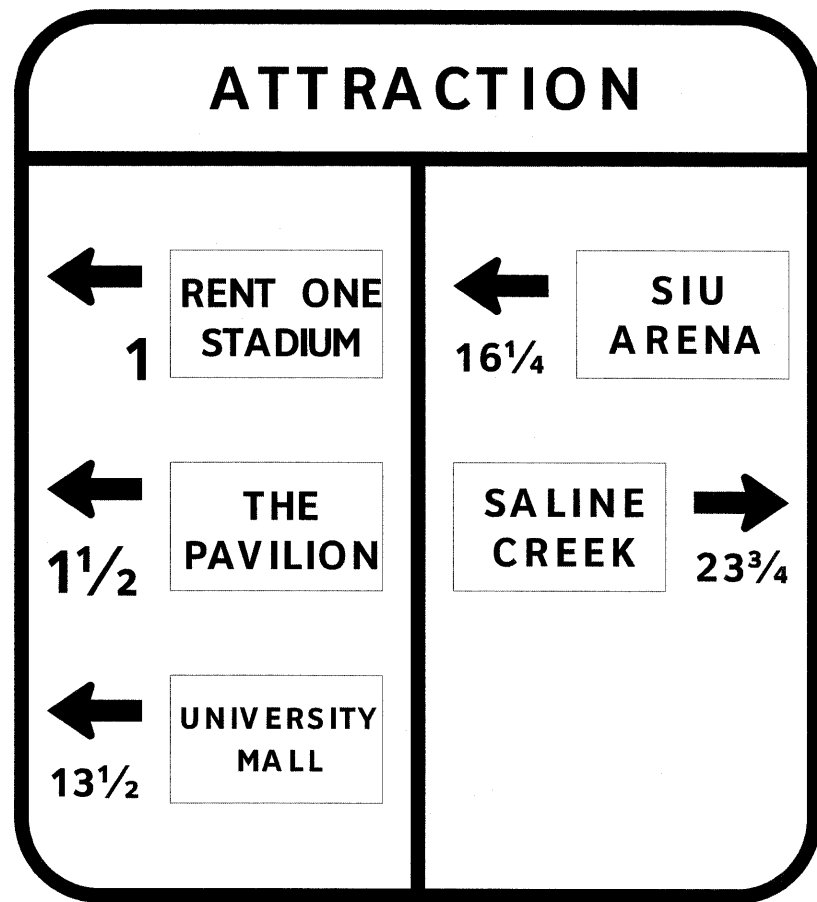 ATTRACTION
RENT ONE
STADIUM
1
THE
PAVILION
1½
UNIVERSITY
MALL
13½
SIU
ARENA
16¼
SALINE
CREEK
23¾